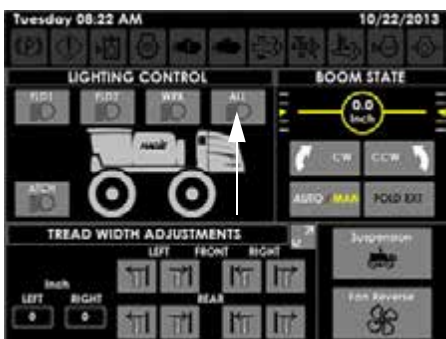 Tuesday 08:22 AM 10/22/2013
(P)
LIGHTING CONTROL
BOOM STATE
FLD1 FLD2 WRK ALL
0.0
Inch
HAGIE
CW CCW
ATCH
AUTO MAN FOLD EXT
TREAD WIDTH ADJUSTMENTS
LEFT FRONT RIGHT
Suspension
Inch
LEFT RIGHT
REAR
0 0
Fan Reverse